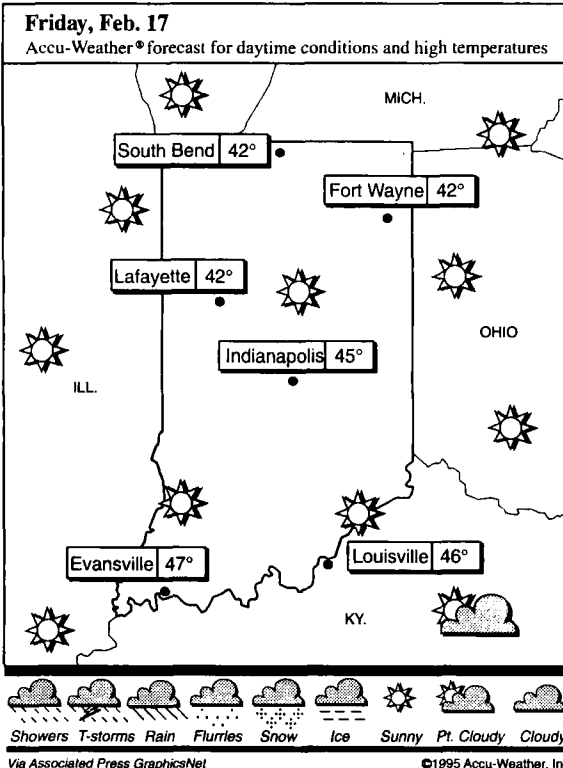 Friday, Feb. 17
Accu-Weather® forecast for daytime conditions and high temperatures
MICH.
South Bend 42°
Fort Wayne 42°
Lafayette 42°
OHIO
Indianapolis 45°
ILL.
Evansville 47°
Louisville 46°
KY.
Showers T-storms Rain Flurries Snow Ice Sunny Pt. Cloudy Cloudy
Via Associated Press GraphicsNet ©1995 Accu-Weather, In